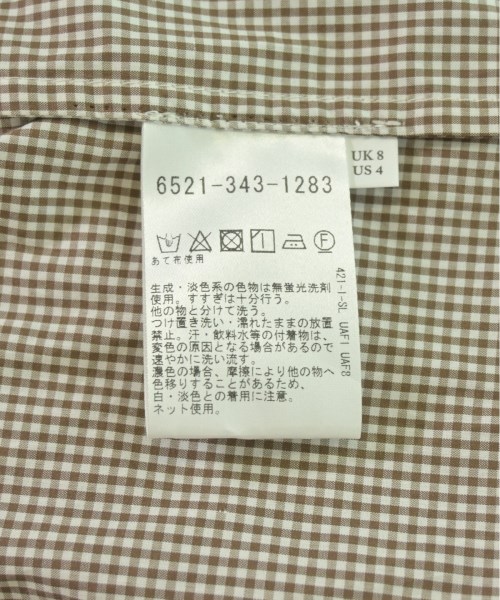 6521-343-1283
UK 8
US 4
F
あて布使用
生成・淡色系の色物は無蛍光洗剤
使用。すすぎは十分行う。
他の物と分けて洗う。
つけ置き洗い・濡れたままの放置
禁止。汗・飲料水等の付着物は、
変色の原因となる場合があるので
速やかに洗い流す。
濃色の場合、摩擦により他の物へ
色移りすることがあるため、
白・淡色との着用に注意。
ネット使用。
421-I-SL UAF1 UAF8